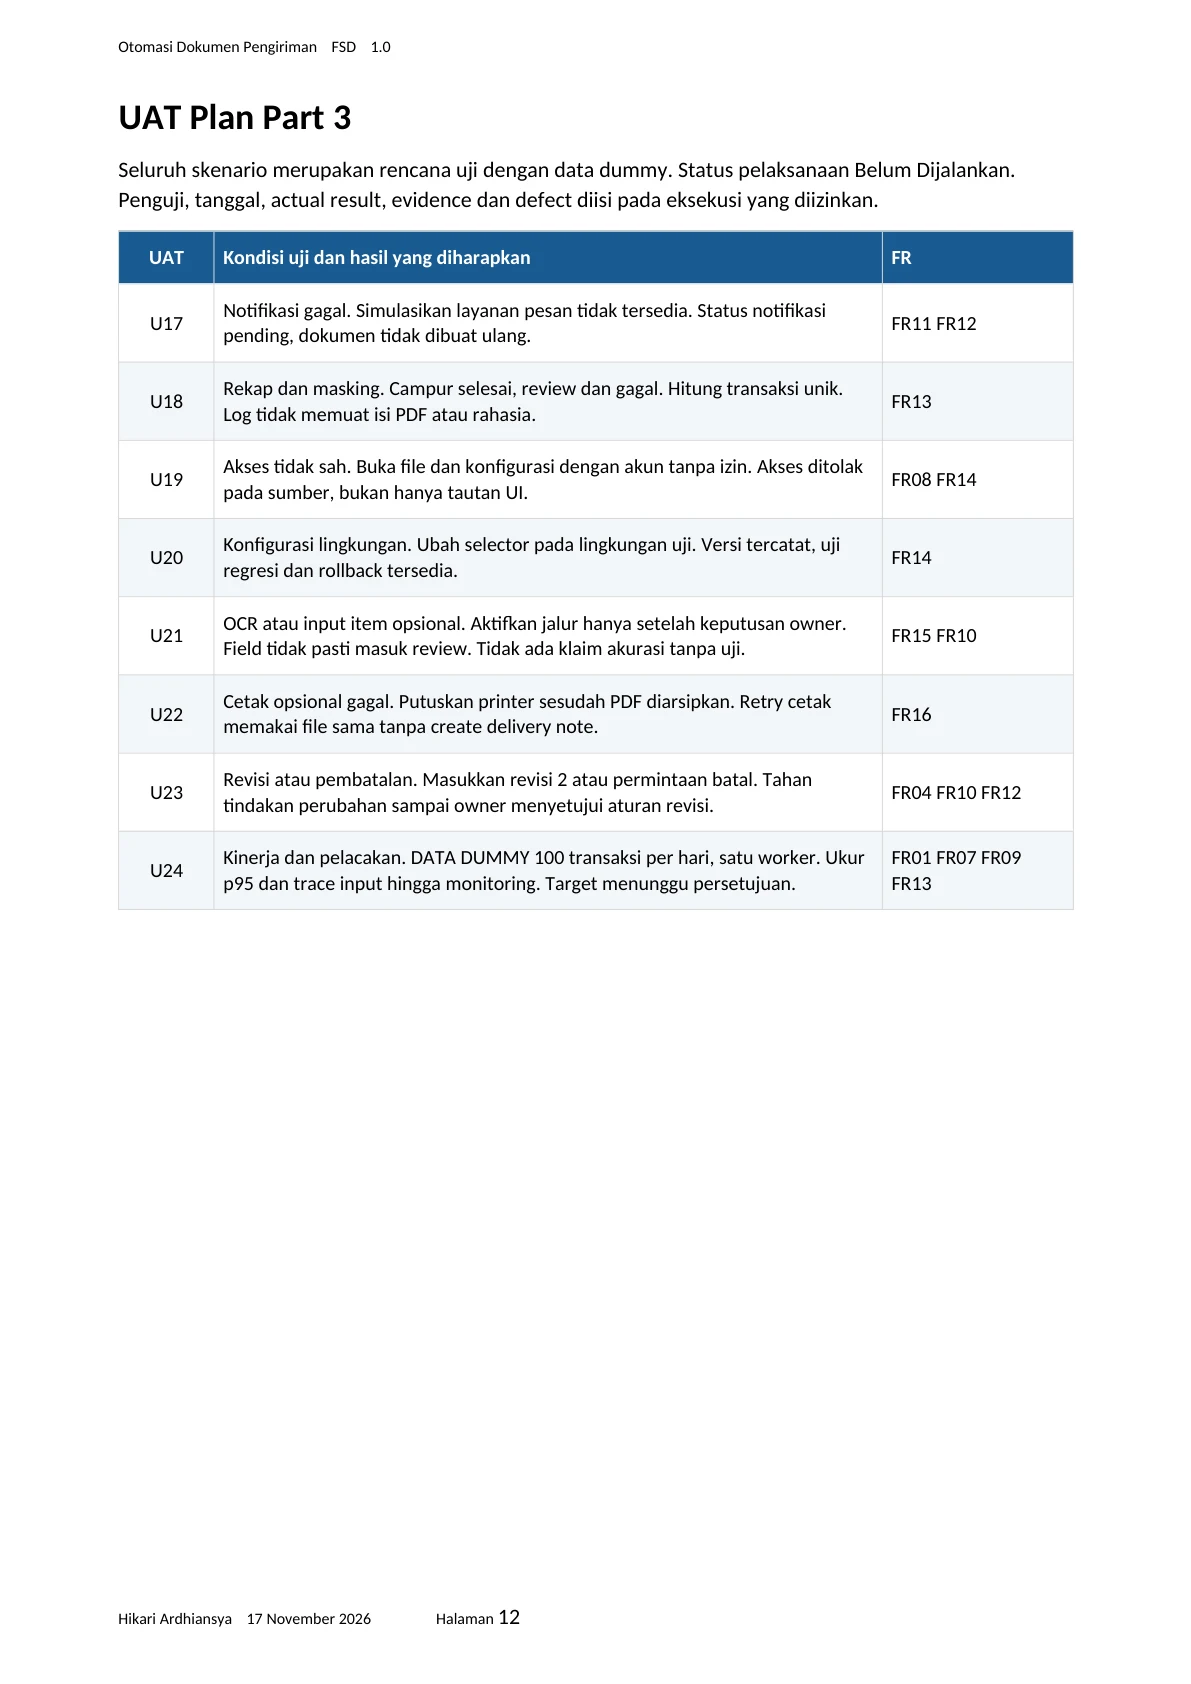 Otomasi Dokumen Pengiriman FSD 1.0
UAT Plan Part 3
Seluruh skenario merupakan rencana uji dengan data dummy. Status pelaksanaan Belum Dijalankan.
Penguji, tanggal, actual result, evidence dan defect diisi pada eksekusi yang diizinkan.
UAT Kondisi uji dan hasil yang diharapkan FR
Notifikasi gagal. Simulasikan layanan pesan tidak tersedia. Status notifikasi
U17 FR11 FR12
pending, dokumen tidak dibuat ulang.
Rekap dan masking. Campur selesai, review dan gagal. Hitung transaksi unik.
U18 FR13
Log tidak memuat isi PDF atau rahasia.
Akses tidak sah. Buka file dan konfigurasi dengan akun tanpa izin. Akses ditolak
U19 FR08 FR14
pada sumber, bukan hanya tautan UI.
Konfigurasi lingkungan. Ubah selector pada lingkungan uji. Versi tercatat, uji
U20 FR14
regresi dan rollback tersedia.
OCR atau input item opsional. Aktifkan jalur hanya setelah keputusan owner.
U21 FR15 FR10
Field tidak pasti masuk review. Tidak ada klaim akurasi tanpa uji.
Cetak opsional gagal. Putuskan printer sesudah PDF diarsipkan. Retry cetak
U22 FR16
memakai file sama tanpa create delivery note.
Revisi atau pembatalan. Masukkan revisi 2 atau permintaan batal. Tahan
U23 FR04 FR10 FR12
tindakan perubahan sampai owner menyetujui aturan revisi.
Kinerja dan pelacakan. DATA DUMMY 100 transaksi per hari, satu worker. Ukur FR01 FR07 FR09
U24
p95 dan trace input hingga monitoring. Target menunggu persetujuan. FR13
Hikari Ardhiansya 17 November 2026 Halaman 12